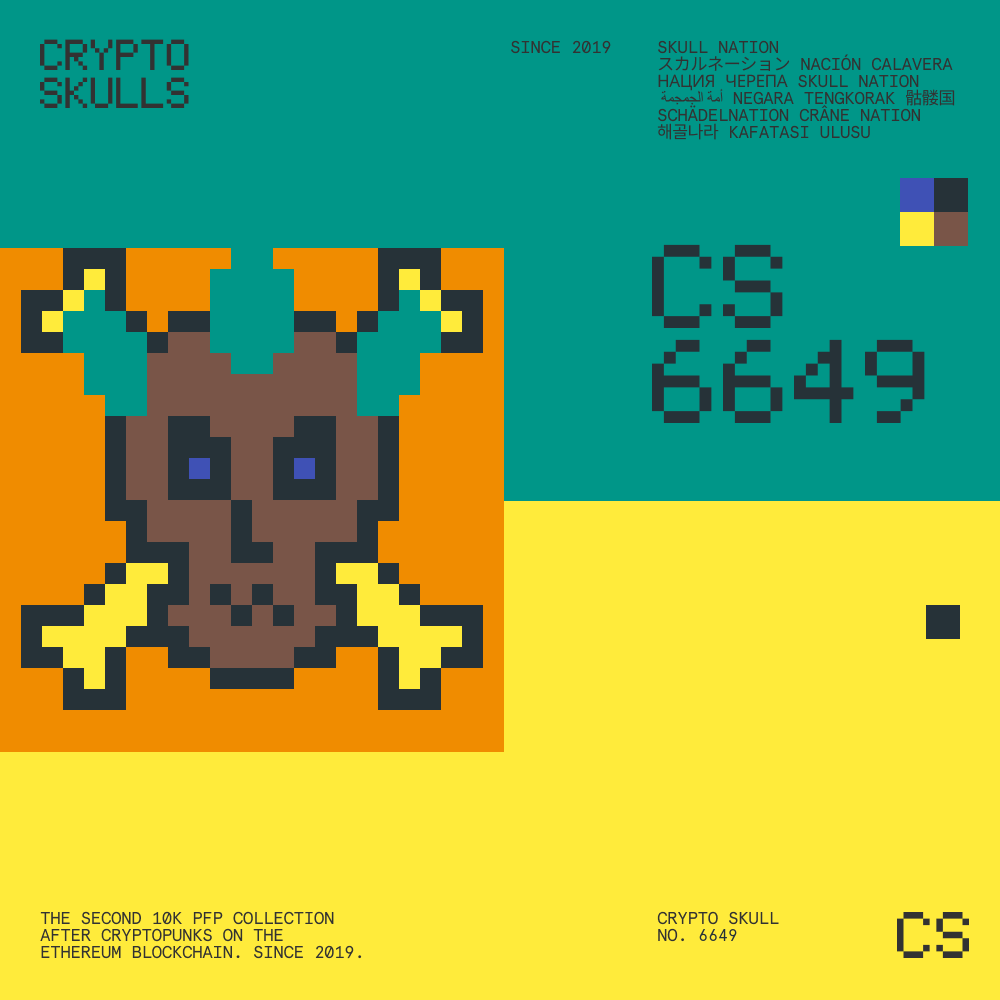 CRYPTO
SKULLS
SINCE 2019
SKULL NATION
スカルネーション NACIÓN CALAVERA
НАЦИЯ ЧЕРЕПА SKULL NATION
أمة الجمجمة NEGARA TENGKORAK 骷髅国
SCHÄDELNATION CRÂNE NATION
해골나라 KAFATASI ULUSU
CS
6649
THE SECOND 10K PFP COLLECTION
AFTER CRYPTOPUNKS ON THE
ETHEREUM BLOCKCHAIN. SINCE 2019.
CRYPTO SKULL
NO. 6649
CS